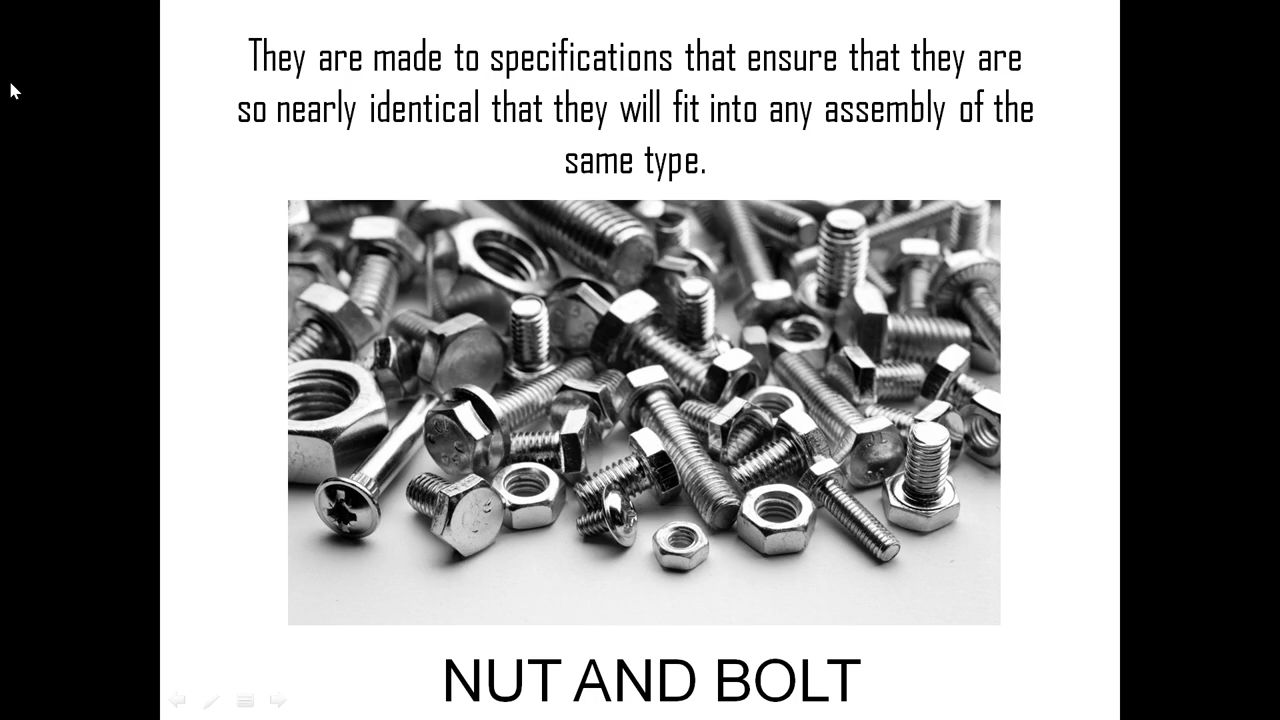 They are made to specifications that ensure that they are
so nearly identical that they will fit into any assembly of the
same type.
NUT AND BOLT